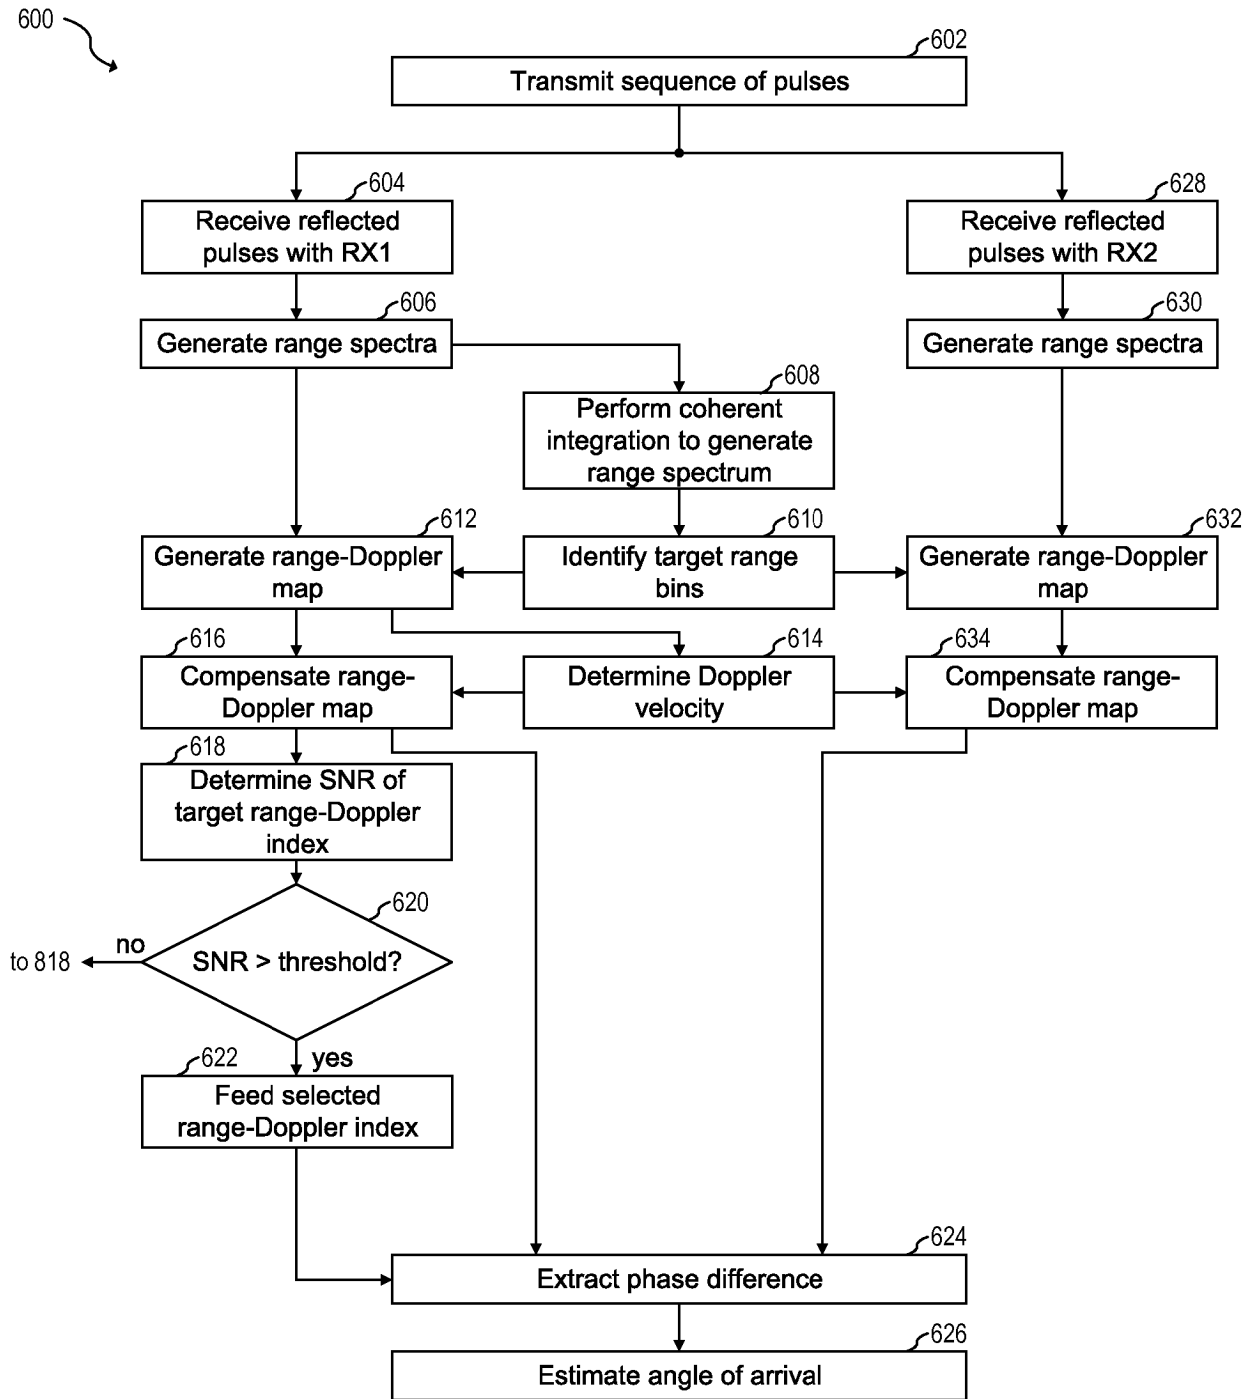 600
602
Transmit sequence of pulses
604
Receive reflected
pulses with RX1
628
Receive reflected
pulses with RX2
606
Generate range spectra
630
Generate range spectra
608
Perform coherent
integration to generate
range spectrum
612
Generate range-Doppler
map
610
Identify target range
bins
632
Generate range-Doppler
map
616
Compensate range-
Doppler map
614
Determine Doppler
velocity
634
Compensate range-
Doppler map
618
Determine SNR of
target range-Doppler
index
620
SNR > threshold?
no
to 818
yes
622
Feed selected
range-Doppler index
624
Extract phase difference
626
Estimate angle of arrival